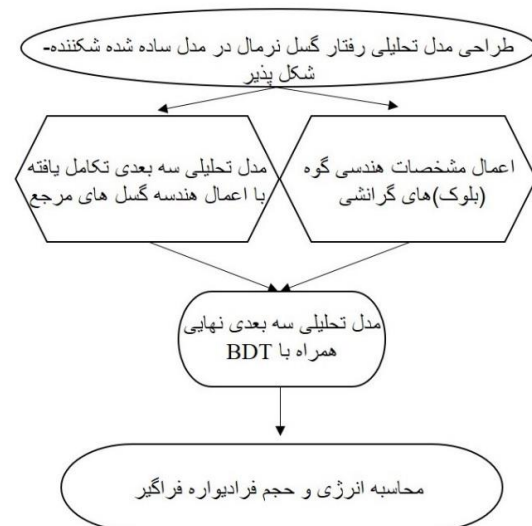 طراحی مدل تحلیلی رفتار گسل نرمال در مدل ساده شده شکننده-
شکل پذیر
اعمال مشخصات هندسی گوه
(بلوک)های گرانشی
مدل تحلیلی سه بعدی تکامل یافته
با اعمال هندسه گسل های مرجع
مدل تحلیلی سه بعدی نهایی
همراه با BDT
محاسبه انرژی و حجم فرادیواره فراگیر